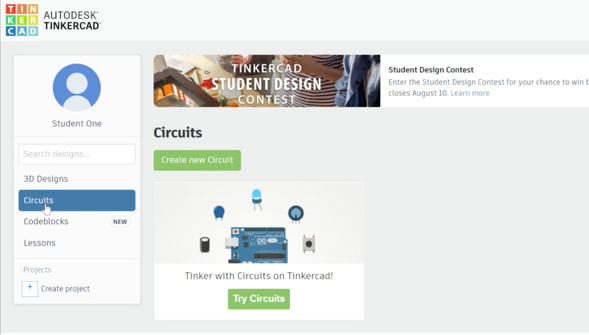 TIN
KER
CAD
AUTODESK®
TINKERCAD®
Student One
Search designs...
3D Designs
Circuits
Codeblocks NEW
Lessons
Projects
+ Create project
TINKERCAD
STUDENT DESIGN
CONTEST
Student Design Contest
Enter the Student Design Contest for your chance to win b
closes August 10. Learn more
Circuits
Create new Circuit
Tinker with Circuits on Tinkercad!
Try Circuits